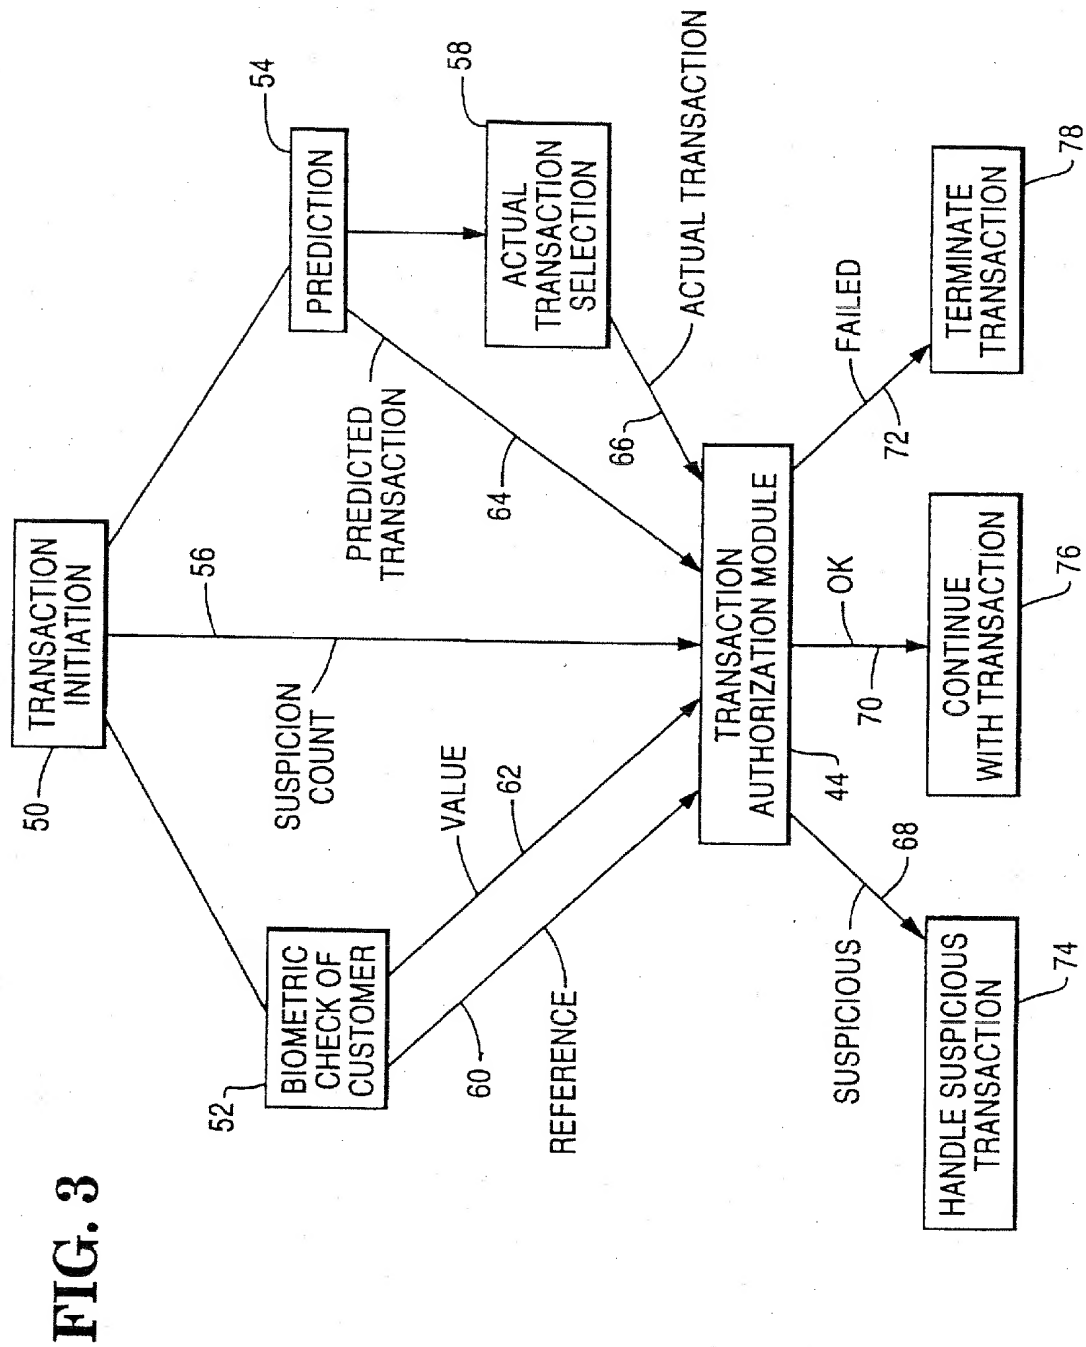 FIG. 3
50
TRANSACTION
INITIATION
52
BIOMETRIC
CHECK OF
CUSTOMER
56
SUSPICION
COUNT
54
PREDICTION
PREDICTED
TRANSACTION
64
58
ACTUAL
TRANSACTION
SELECTION
60
REFERENCE
VALUE
62
66
ACTUAL TRANSACTION
TRANSACTION
AUTHORIZATION MODULE
44
SUSPICIOUS
68
70
OK
72
FAILED
HANDLE SUSPICIOUS
TRANSACTION
74
CONTINUE
WITH TRANSACTION
76
TERMINATE
TRANSACTION
78